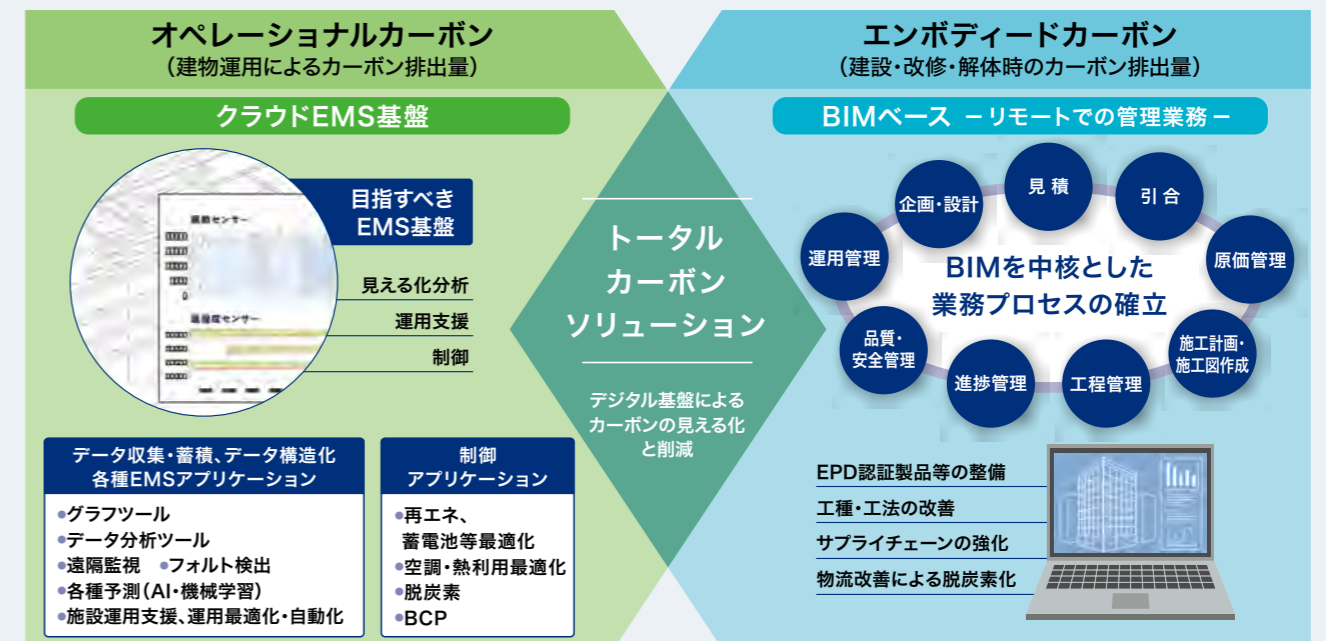 オペレーショナルカーボン
（建物運用によるカーボン排出量）
クラウドEMS基盤
目指すべき
EMS基盤
見える化分析
運用支援
制御
データ収集・蓄積、データ構造化
各種EMSアプリケーション
•グラフツール
•データ分析ツール
•遠隔監視 •フォルト検出
•各種予測（AI・機械学習）
•施設運用支援、運用最適化・自動化
制御
アプリケーション
•再エネ、
蓄電池等最適化
•空調・熱利用最適化
•脱炭素
•BCP
トータル
カーボン
ソリューション
デジタル基盤による
カーボンの見える化
と削減
エンボディードカーボン
（建設・改修・解体時のカーボン排出量）
BIMベース －リモートでの管理業務－
見積
引合
原価管理
施工計画・
施工図作成
工程管理
進捗管理
品質・
安全管理
運用管理
企画・設計
BIMを中核とした
業務プロセスの確立
EPD認証製品等の整備
工種・工法の改善
サプライチェーンの強化
物流改善による脱炭素化